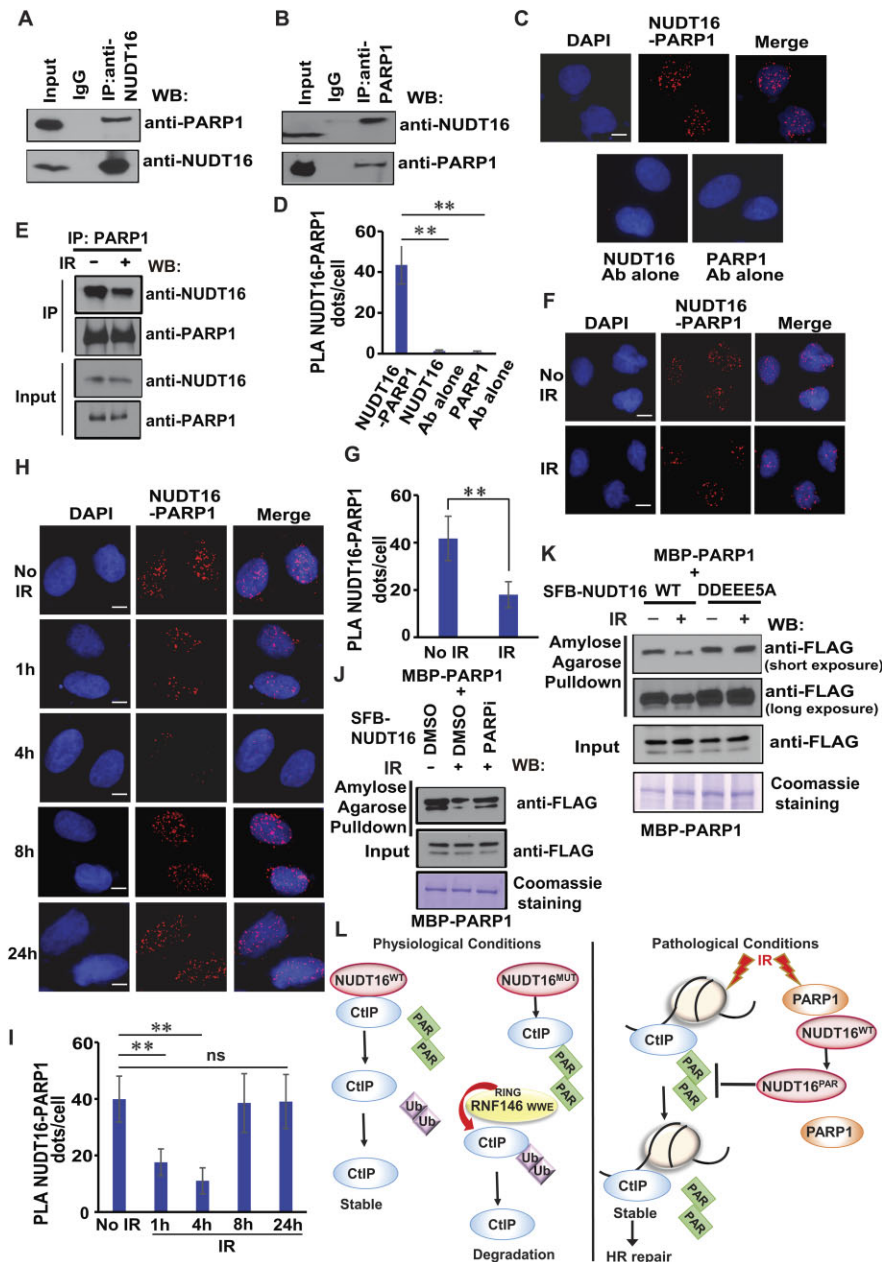 A
Input
IgG
IP:anti-
NUDT16
WB:
anti-PARP1
anti-NUDT16
B
Input
IgG
IP:anti-
PARP1
WB:
anti-NUDT16
anti-PARP1
C
DAPI
NUDT16
-PARP1
Merge
NUDT16
Ab alone
PARP1
Ab alone
D
PLA NUDT16-PARP1
dots/cell
60
40
20
0
**
**
NUDT16
-PARP1
NUDT16
Ab alone
PARP1
Ab alone
E
IP: PARP1
IR − + WB:
IP
anti-NUDT16
anti-PARP1
Input
anti-NUDT16
anti-PARP1
F
DAPI
NUDT16
-PARP1
Merge
No
IR
IR
G
PLA NUDT16-PARP1
dots/cell
60
40
20
0
**
No IR IR
H
DAPI
NUDT16
-PARP1
Merge
No
IR
1h
4h
8h
24h
I
PLA NUDT16-PARP1
dots/cell
60
40
20
0
**
**
ns
No IR 1h 4h 8h 24h
IR
J
MBP-PARP1
+
SFB-
NUDT16
DMSO
DMSO
PARPi
IR − + + WB:
Amylose
Agarose
Pulldown
anti-FLAG
Input
anti-FLAG
Coomassie
staining
MBP-PARP1
K
MBP-PARP1
+
SFB-NUDT16 WT DDEEE5A
IR − + − + WB:
Amylose
Agarose
Pulldown
anti-FLAG
(short exposure)
anti-FLAG
(long exposure)
Input
anti-FLAG
Coomassie
staining
MBP-PARP1
L
Physiological Conditions
NUDT16WT
CtIP
PAR
PAR
CtIP
Ub
Ub
CtIP
Stable
NUDT16MUT
CtIP
PAR
PAR
RING
RNF146 WWE
CtIP
Ub
Ub
CtIP
Degradation
Pathological Conditions
IR
PARP1
NUDT16WT
CtIP
PAR
PAR
NUDT16PAR
PARP1
CtIP
Stable
PAR
PAR
HR repair